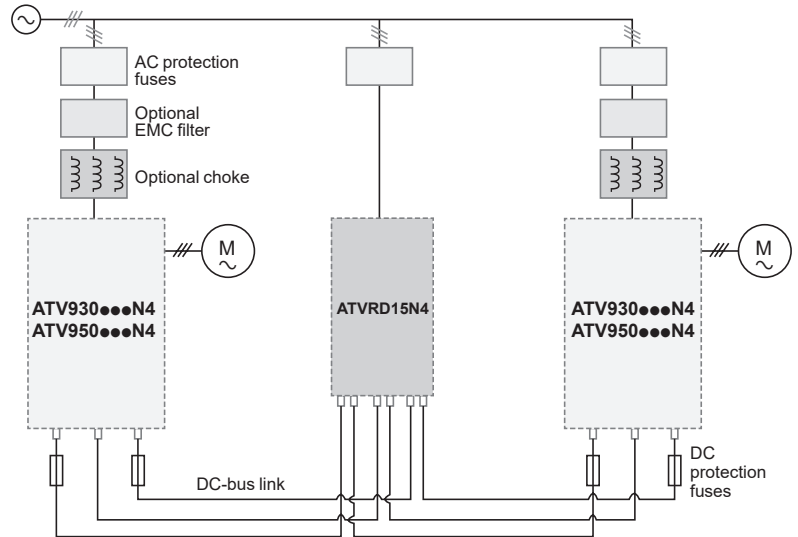 AC protection
fuses
Optional
EMC filter
Optional choke
M
M
ATV930●●●N4
ATV950●●●N4
ATVRD15N4
ATV930●●●N4
ATV950●●●N4
DC-bus link
DC
protection
fuses